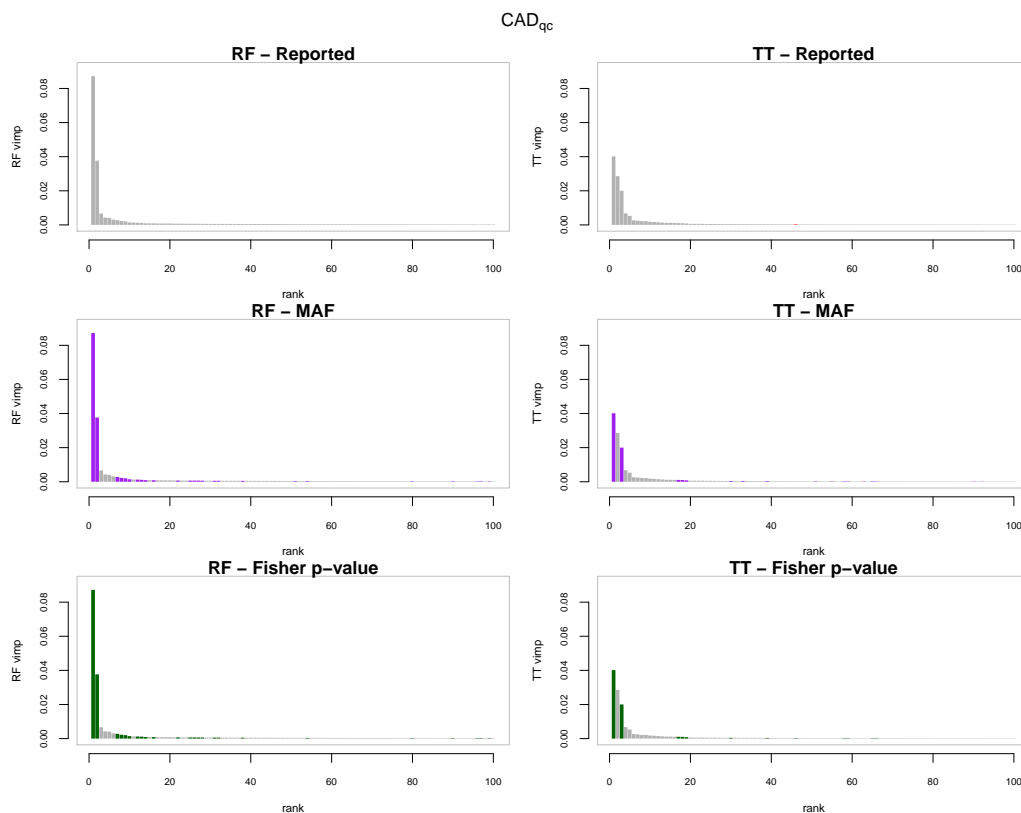 CAD_qc
RF – Reported
RF vimp
0.00 0.02 0.04 0.06 0.08
0 20 40 60 80 100
rank
TT – Reported
TT vimp
0.00 0.02 0.04 0.06 0.08
0 20 40 60 80 100
rank
RF – MAF
RF vimp
0.00 0.02 0.04 0.06 0.08
0 20 40 60 80 100
rank
TT – MAF
TT vimp
0.00 0.02 0.04 0.06 0.08
0 20 40 60 80 100
rank
RF – Fisher p−value
RF vimp
0.00 0.02 0.04 0.06 0.08
0 20 40 60 80 100
rank
TT – Fisher p−value
TT vimp
0.00 0.02 0.04 0.06 0.08
0 20 40 60 80 100
rank